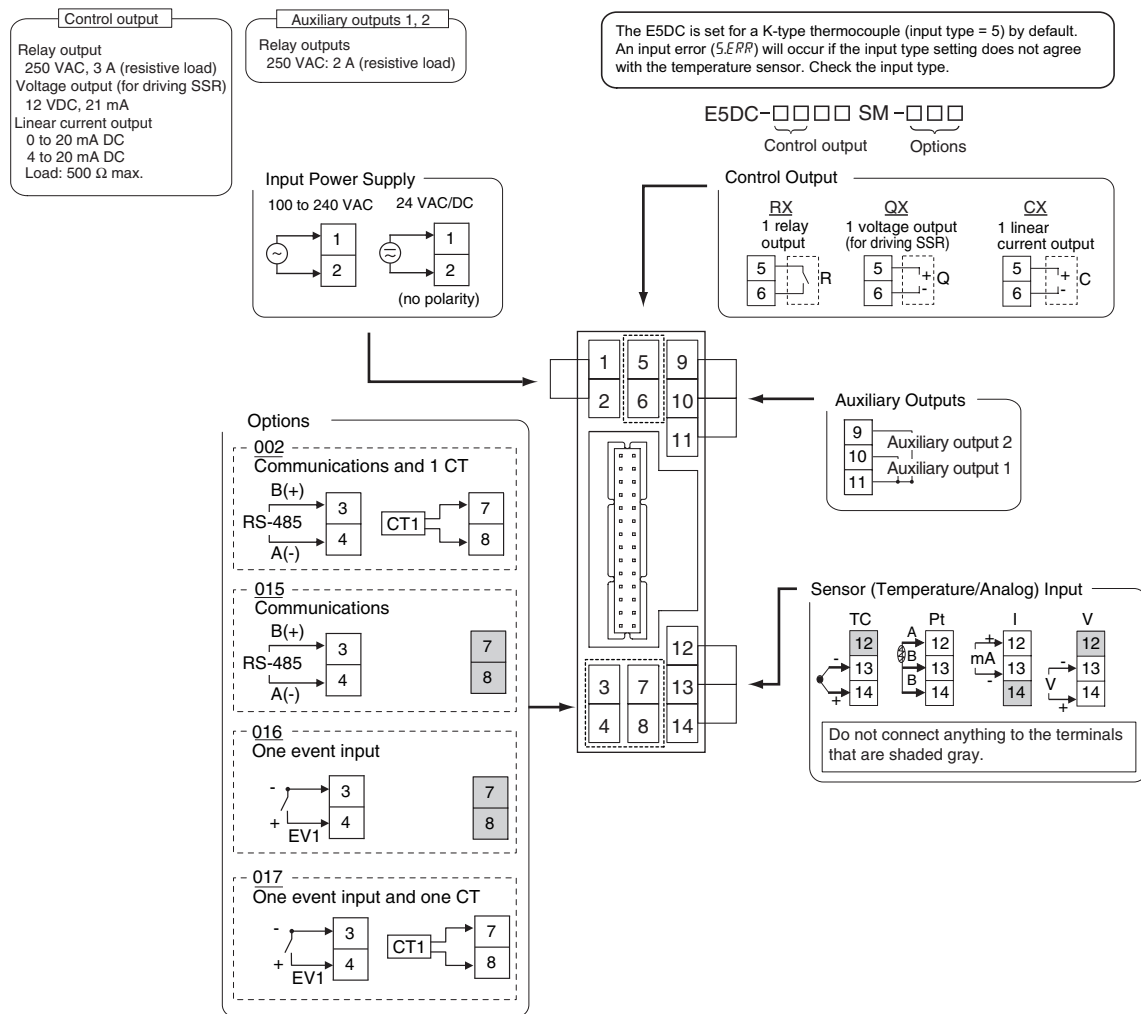 Control output
Relay output
250 VAC, 3 A (resistive load)
Voltage output (for driving SSR)
12 VDC, 21 mA
Linear current output
0 to 20 mA DC
4 to 20 mA DC
Load: 500 Ω max.
Auxiliary outputs 1, 2
Relay outputs
250 VAC: 2 A (resistive load)
The E5DC is set for a K-type thermocouple (input type = 5) by default.
An input error (S.ERR) will occur if the input type setting does not agree
with the temperature sensor. Check the input type.
E5DC-□□□□ SM -□□□
Control output
Options
Input Power Supply
100 to 240 VAC
1
2
24 VAC/DC
1
2
(no polarity)
Control Output
RX
1 relay
output
5
6
R
QX
1 voltage output
(for driving SSR)
5
6
+
-
Q
CX
1 linear
current output
5
6
+
-
C
1 5 9
2 6 10
11
12
3 7 13
4 8 14
Auxiliary Outputs
9
10
11
Auxiliary output 2
Auxiliary output 1
Options
002
Communications and 1 CT
B(+)
RS-485
A(-)
3
4
CT1
7
8
015
Communications
B(+)
RS-485
A(-)
3
4
7
8
016
One event input
-
+
EV1
3
4
7
8
017
One event input and one CT
-
+
EV1
3
4
CT1
7
8
Sensor (Temperature/Analog) Input
TC
12
- 13
+ 14
Pt
A 12
B 13
B 14
I
+ 12
mA
- 13
14
V
12
- 13
V
+ 14
Do not connect anything to the terminals
that are shaded gray.